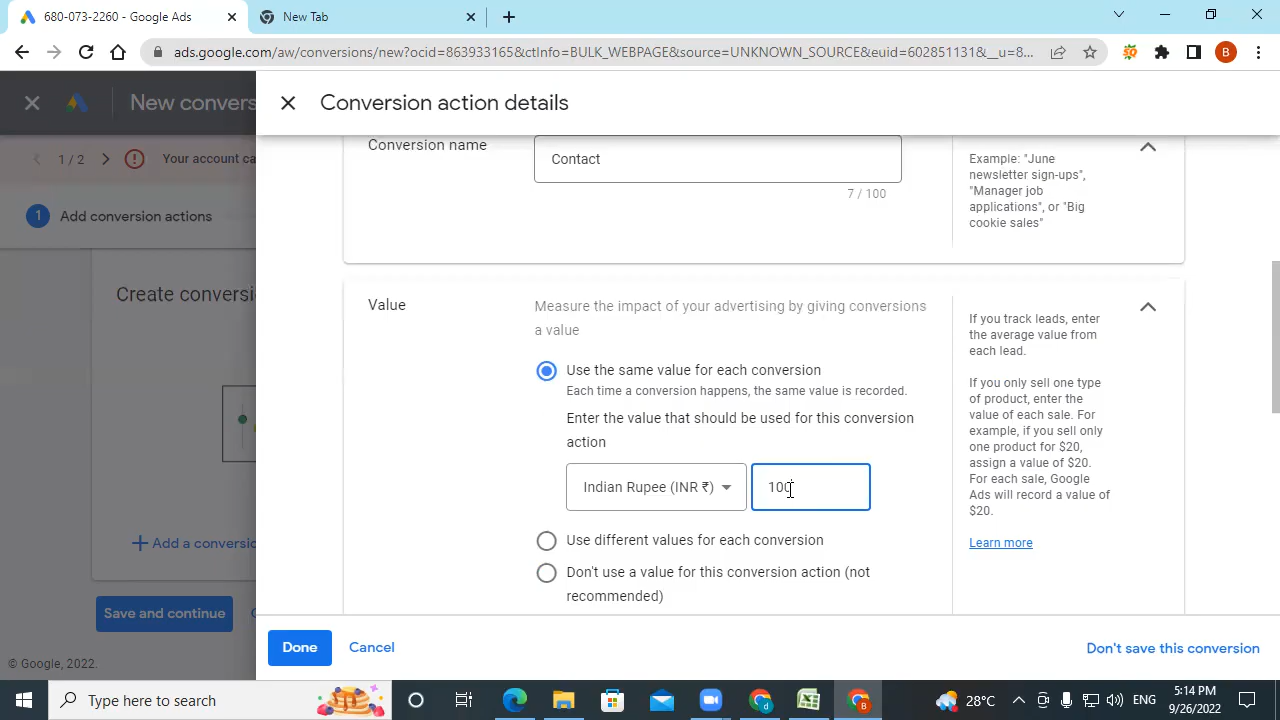 680-073-2260 - Google Ads
New Tab
ads.google.com/aw/conversions/new?ocid=863933165&ctInfo=BULK_WEBPAGE&source=UNKNOWN_SOURCE&euid=602851131&__u=8...
B
New convers
Conversion action details
1 / 2
Your account ca
1
Add conversion actions
Create conversi
Add a conversic
Save and continue
© Google, 2022.
Conversion name
Contact
7 / 100
Example: "June
newsletter sign-ups",
"Manager job
applications", or "Big
cookie sales"
Value
Measure the impact of your advertising by giving conversions
a value
Use the same value for each conversion
Each time a conversion happens, the same value is recorded.
Enter the value that should be used for this conversion
action
Indian Rupee (INR ₹)
100
Use different values for each conversion
Don't use a value for this conversion action (not
recommended)
If you track leads, enter
the average value from
each lead.
If you only sell one type
of product, enter the
value of each sale. For
example, if you sell only
one product for $20,
assign a value of $20.
For each sale, Google
Ads will record a value of
$20.
Learn more
Done
Cancel
Don't save this conversion
Type here to search
28°C
ENG
5:14 PM
9/26/2022